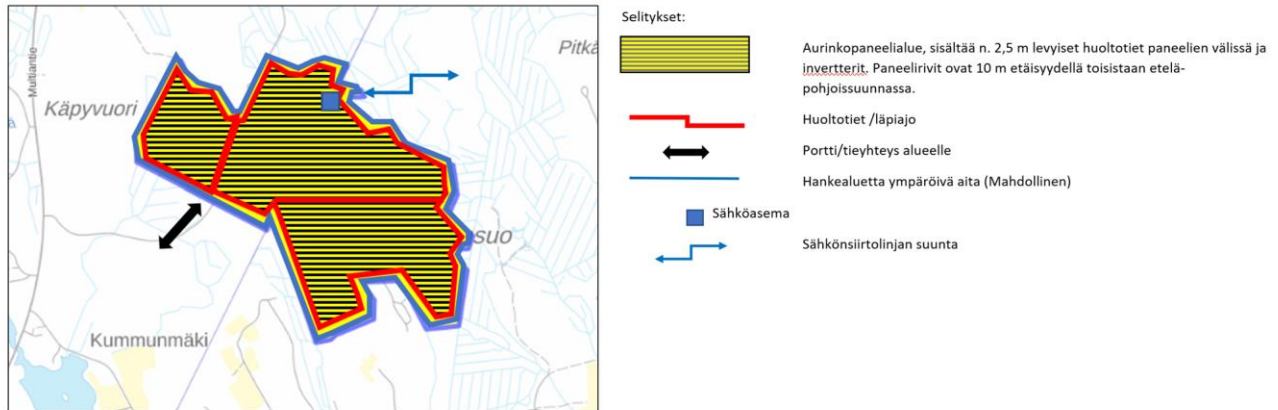 Selitykset:
Aurinkopaneelialue, sisältää n. 2,5 m levyiset huoltotiet paneelien välissä ja
invertterit. Paneelirivit ovat 10 m etäisyydellä toisistaan etelä-
pohjoissuunnassa.
Huoltotiet /läpiajo
Portti/tieyhteys alueelle
Hankealuetta ympäröivä aita (Mahdollinen)
Sähköasema
Sähkönsiirtolinjan suunta
Multiantie
Käpyvuori
Pitkä
suo
Kummunmäki